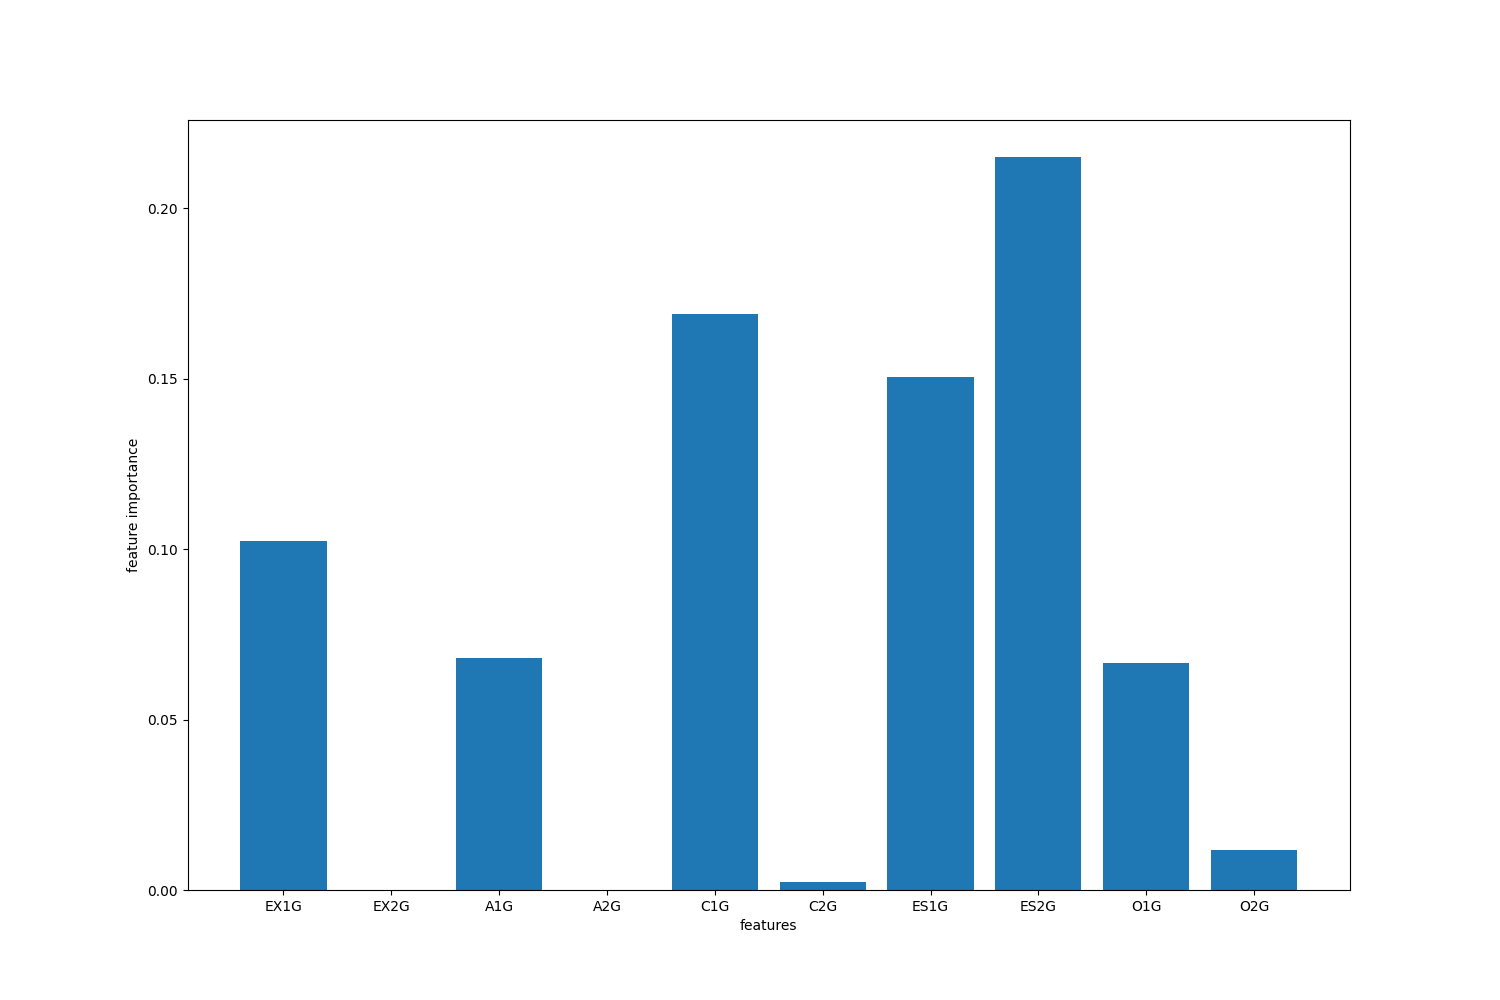 0.20
0.15
0.10
0.05
0.00
feature importance
EX1G EX2G A1G A2G C1G C2G ES1G ES2G O1G O2G
features